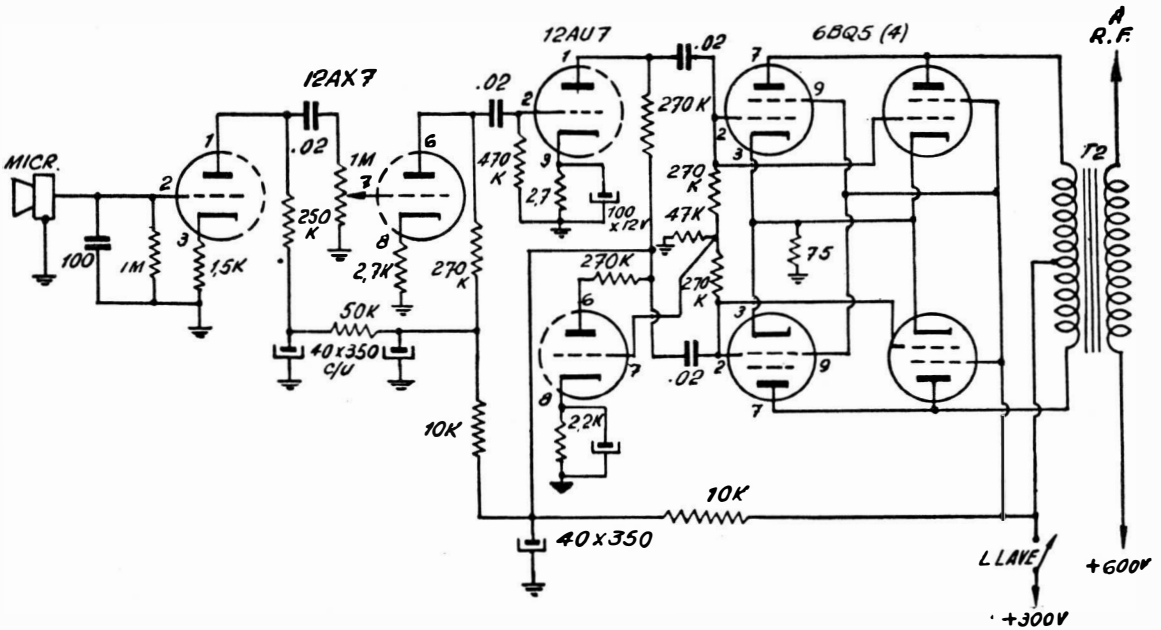 A
R.F.
12AU7
6BQ5 (4)
12AX7
MICR.
1
2
3
100
1M
1,5K
.02
250
K
1M
7
6
8
2,7K
270
K
50K
40x350
C/U
.02
470
K
1
2
9
2,7
100
x12V
270K
.02
7
9
2
3
270
K
47K
270K
270
K
75
T2
6
7
8
2,2K
.02
3
2
9
7
10K
10K
40x350
LLAVE
+300V
+600V